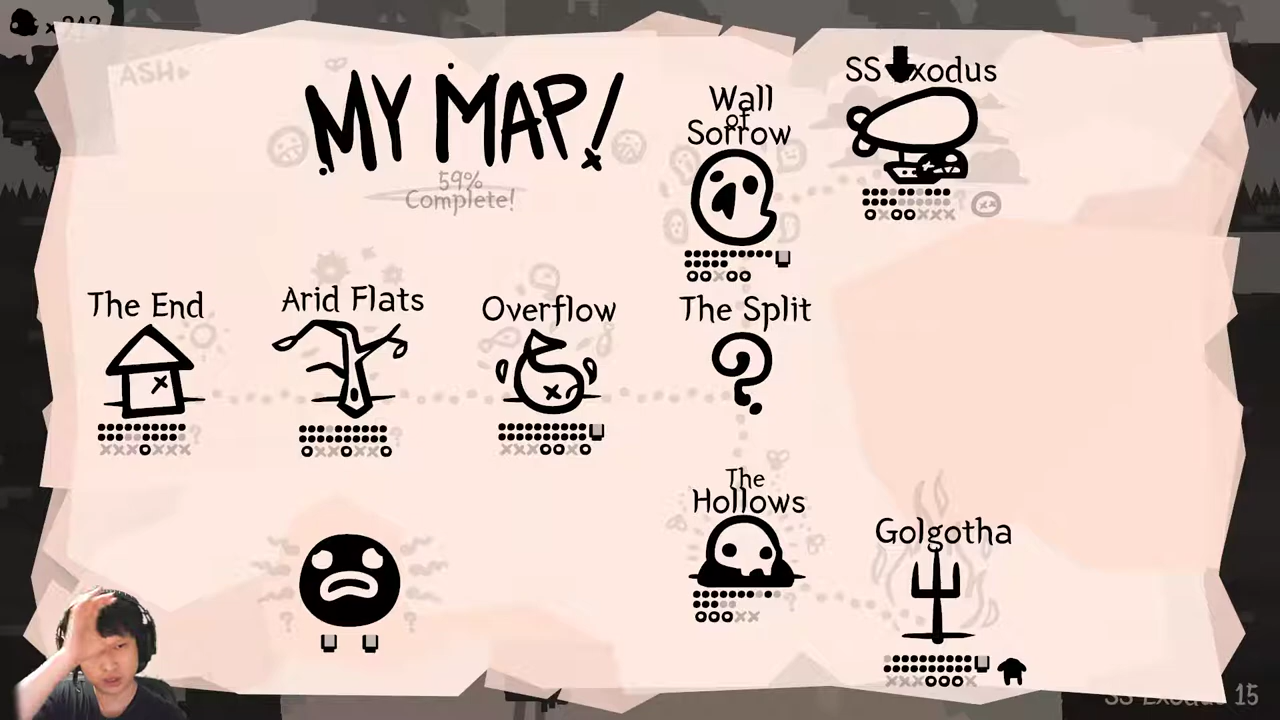 ASH
MY MAP!
59%
Complete!
Wall
of
Sorrow
SS Exodus
The End
Arid Flats
Overflow
The Split
The
Hollows
Golgotha
SS Exodus 15